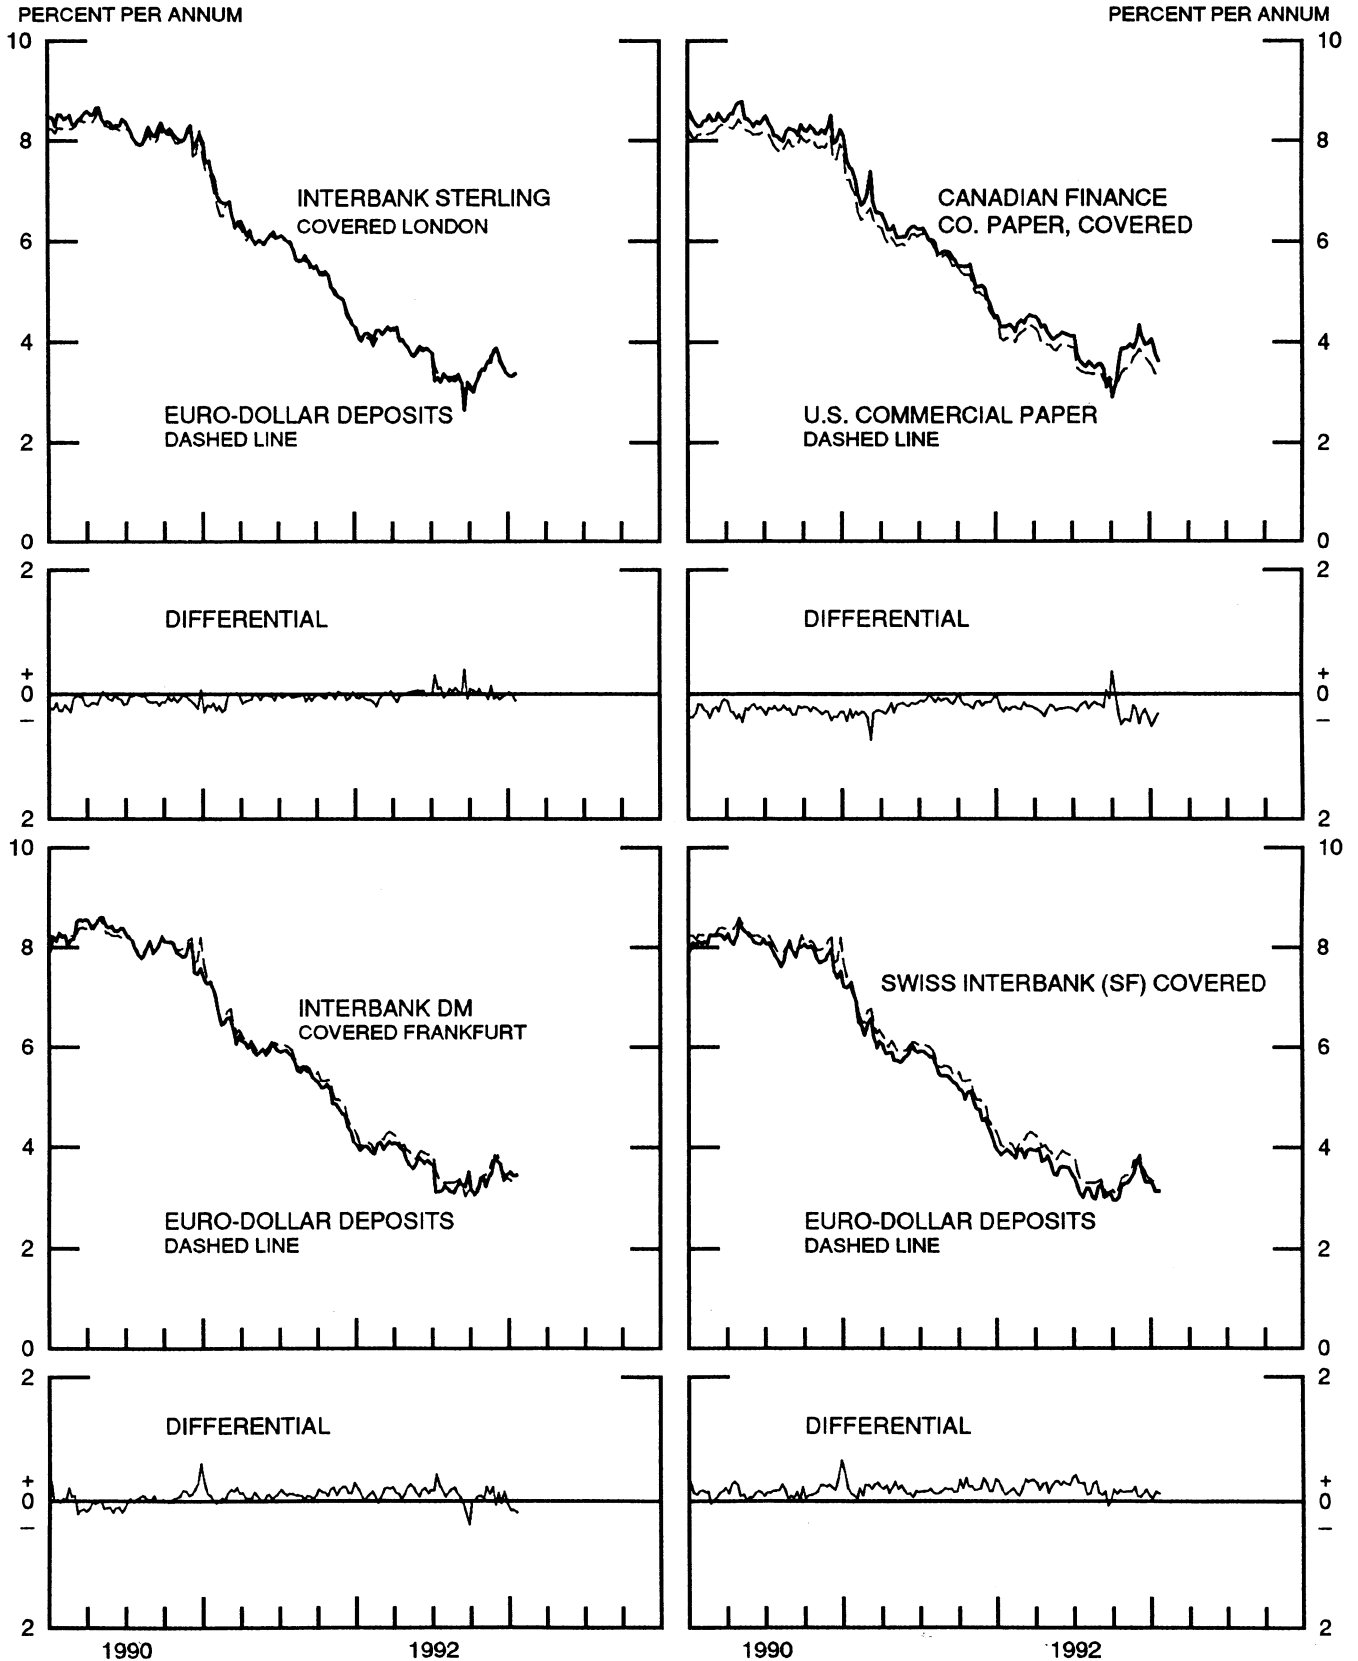 PERCENT PER ANNUM
10
8
6
4
2
0
INTERBANK STERLING
COVERED LONDON
EURO-DOLLAR DEPOSITS
DASHED LINE
2
DIFFERENTIAL
+
0
−
2
PERCENT PER ANNUM
10
8
6
4
2
0
CANADIAN FINANCE
CO. PAPER, COVERED
U.S. COMMERCIAL PAPER
DASHED LINE
2
DIFFERENTIAL
+
0
−
2
10
8
6
4
2
0
INTERBANK DM
COVERED FRANKFURT
EURO-DOLLAR DEPOSITS
DASHED LINE
2
DIFFERENTIAL
+
0
−
2
1990
1992
10
8
6
4
2
0
SWISS INTERBANK (SF) COVERED
EURO-DOLLAR DEPOSITS
DASHED LINE
2
DIFFERENTIAL
+
0
−
2
1990
1992